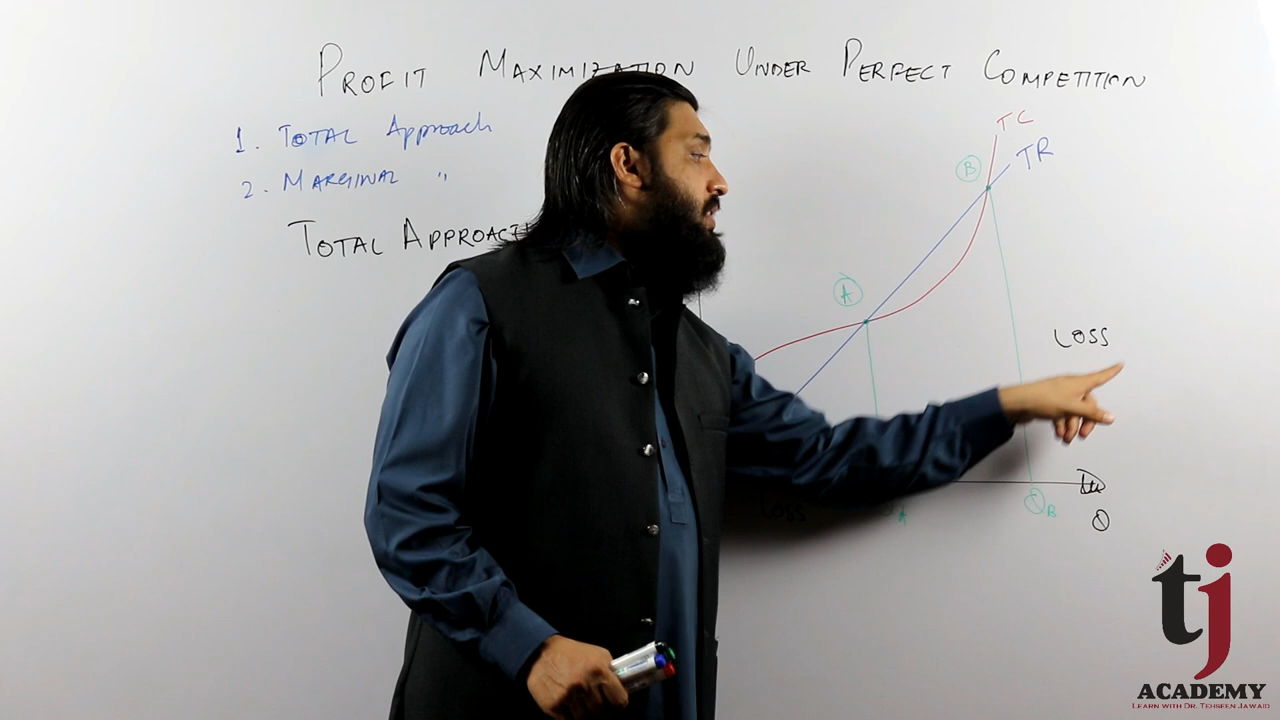 PROFIT MAXIMIZATION UNDER PERFECT COMPETITION
1. TOTAL Approach
2. MARGINAL "
TOTAL APPROACH
TC
TR
B
A
LOSS
LOSS
A
Q B
Q
tj
ACADEMY
LEARN WITH DR. TEHSEEN JAWAID